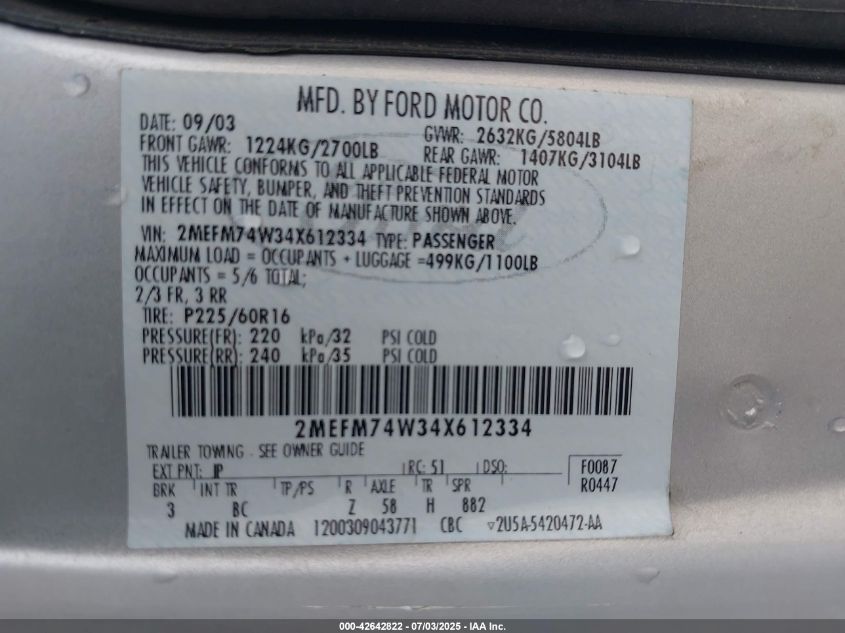 MFD. BY FORD MOTOR CO.
DATE: 09/03 GVWR: 2632KG/5804LB
FRONT GAWR: 1224KG/2700LB REAR GAWR: 1407KG/3104LB
THIS VEHICLE CONFORMS TO ALL APPLICABLE FEDERAL MOTOR
VEHICLE SAFETY, BUMPER, AND THEFT PREVENTION STANDARDS
IN EFFECT ON THE DATE OF MANUFACTURE SHOWN ABOVE.
VIN: 2MEFM74W34X612334 TYPE: PASSENGER
MAXIMUM LOAD = OCCUPANTS + LUGGAGE =499KG/1100LB
OCCUPANTS = 5/6 TOTAL;
2/3 FR, 3 RR
TIRE: P225/60R16
PRESSURE(FR): 220 kPa/32 PSI COLD
PRESSURE(RR): 240 kPa/35 PSI COLD
2MEFM74W34X612334
TRAILER TOWING - SEE OWNER GUIDE
EXT PNT: JP RC: 51 DSO: F0087
BRK INT TR TP/PS R AXLE TR SPR R0447
3 BC Z 58 H 882
MADE IN CANADA 1200309043771 CBC ▽2U5A-5420472-AA
000-42642822 - 07/03/2025 - IAA Inc.